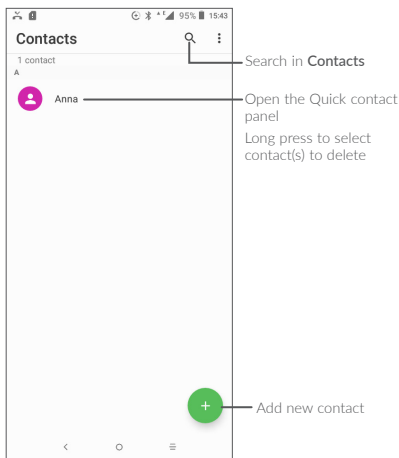 95% 15:43
Contacts
1 contact
A
Anna
Search in Contacts
Open the Quick contact
panel
Long press to select
contact(s) to delete
Add new contact